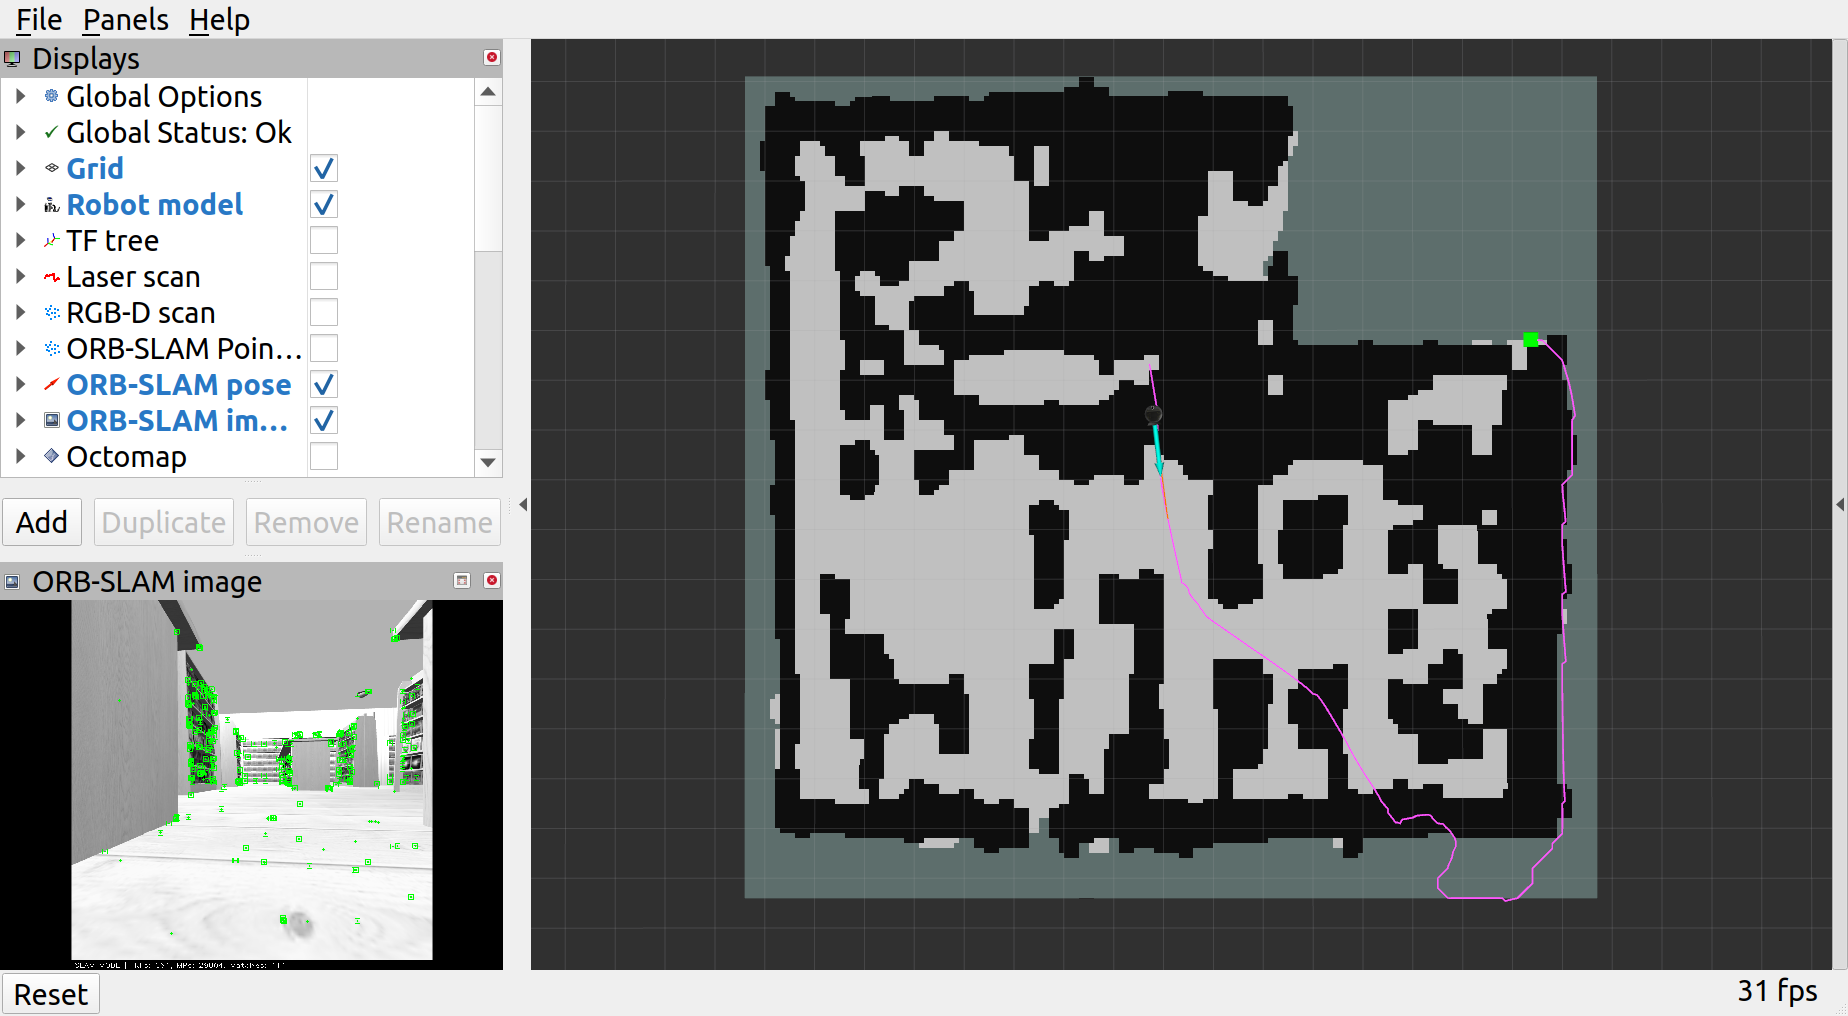 File Panels Help
Displays
Global Options
Global Status: Ok
Grid
Robot model
TF tree
Laser scan
RGB-D scan
ORB-SLAM Poin...
ORB-SLAM pose
ORB-SLAM im...
Octomap
Add Duplicate Remove Rename
ORB-SLAM image
Reset
31 fps